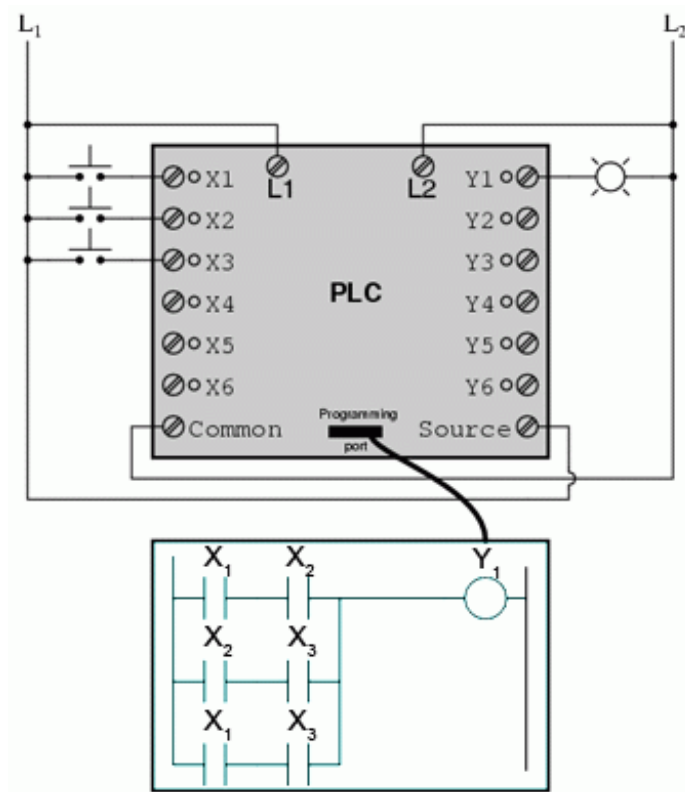 L1 L2
X1 L1 L2 Y1
X2 Y2
X3 Y3
PLC
X4 Y4
X5 Y5
X6 Y6
Programming
Common Source
port
X1 X2 Y1
X2 X3
X1 X3